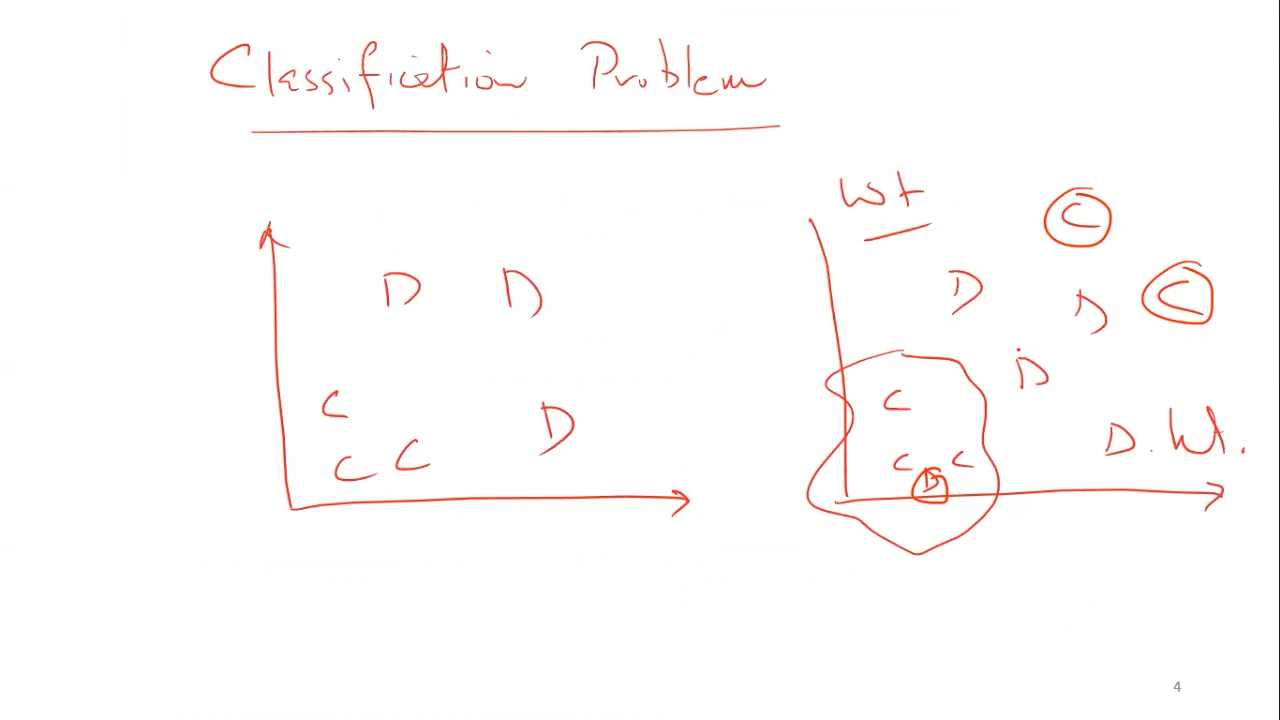 Classification Problem
Wt
C
D D
D D C
D
C
C
D
D. Wt.
C C
C C
D
4